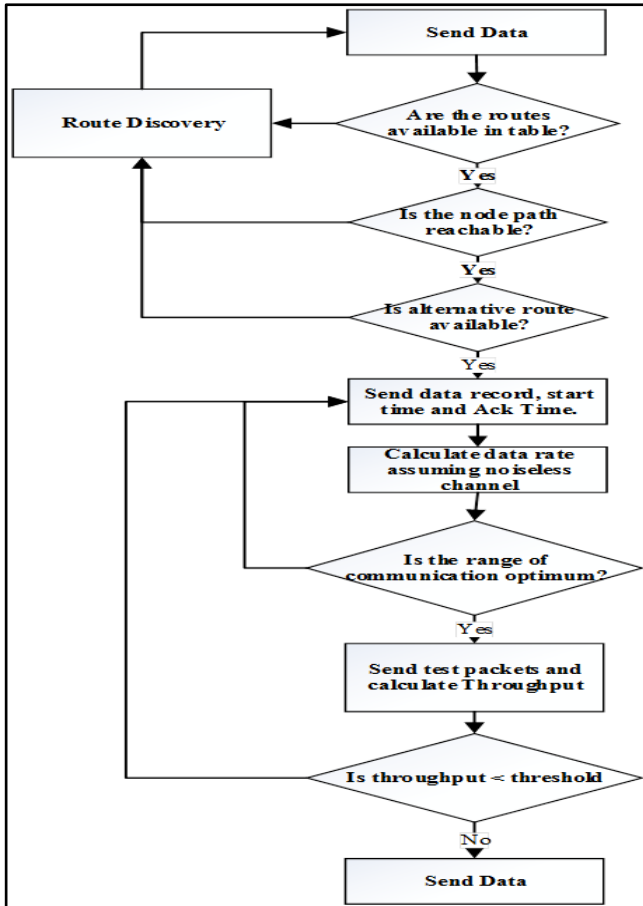 Send Data
Route Discovery
Are the routes
available in table?
Yes
Is the node path
reachable?
Yes
Is alternative route
available?
Yes
Send data record, start
time and Ack Time.
Calculate data rate
assuming noiseless
channel
Is the range of
communication optimum?
Yes
Send test packets and
calculate Throughput
Is throughput < threshold
No
Send Data